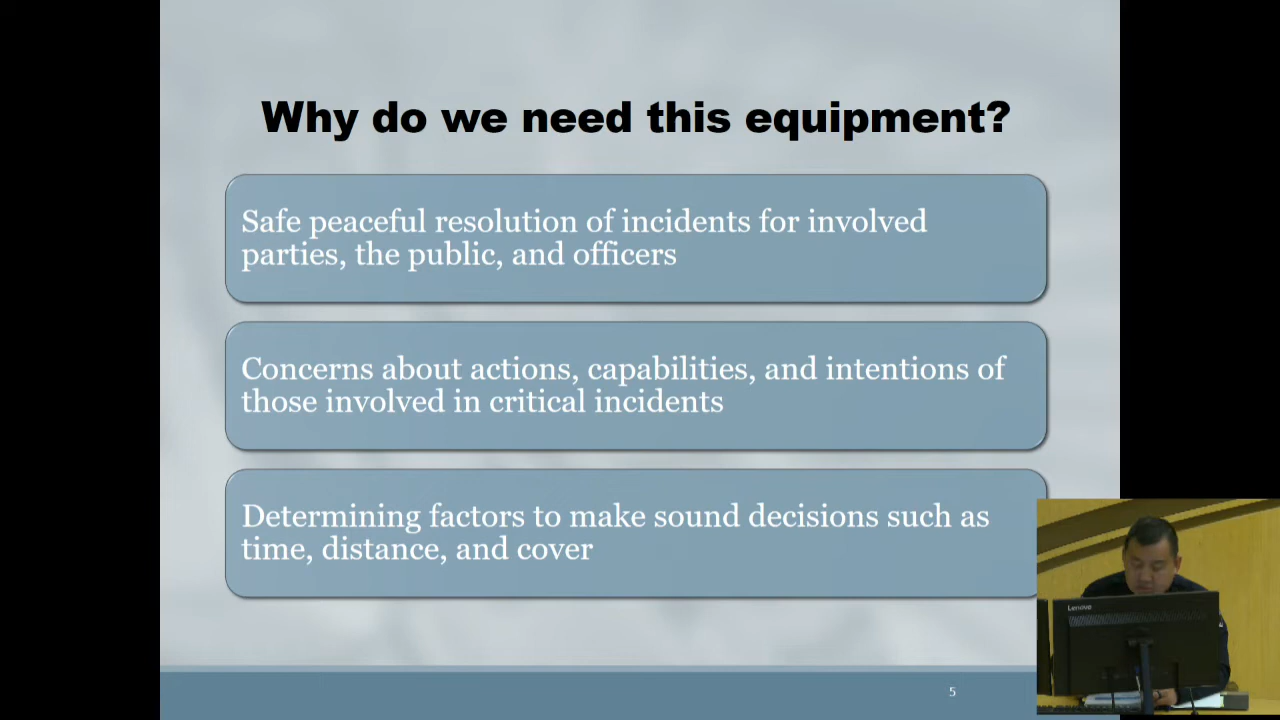 Why do we need this equipment?
Safe peaceful resolution of incidents for involved
parties, the public, and officers
Concerns about actions, capabilities, and intentions of
those involved in critical incidents
Determining factors to make sound decisions such as
time, distance, and cover
5
Lenovo